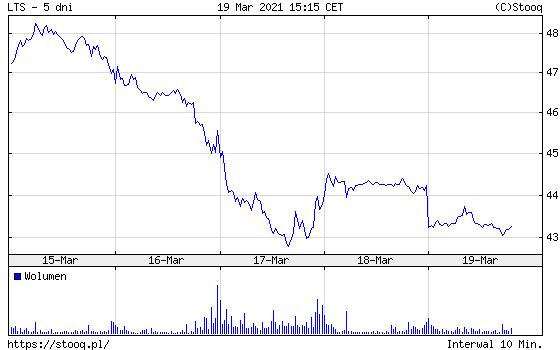 LTS - 5 dni 19 Mar 2021 15:15 CET (C)Stooq
48
47
46
45
44
43
15-Mar 16-Mar 17-Mar 18-Mar 19-Mar
Wolumen
https://stooq.pl/ Interwal 10 Min.